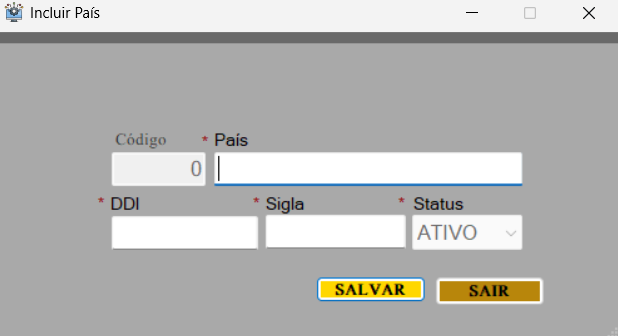 Incluir País
Código * País
0
* DDI * Sigla * Status
ATIVO
SALVAR SAIR